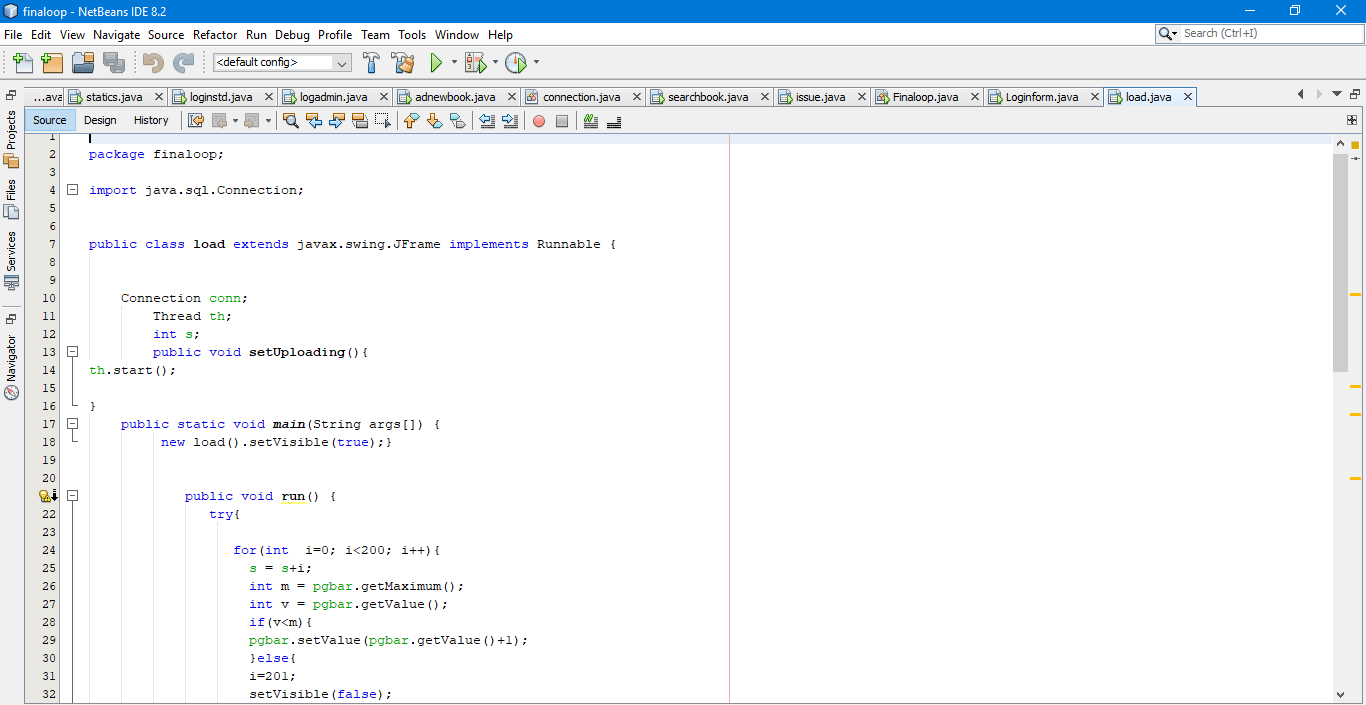 finaloop - NetBeans IDE 8.2
File Edit View Navigate Source Refactor Run Debug Profile Team Tools Window Help
Search (Ctrl+I)
<default config>
...ava statics.java loginstd.java logadmin.java adnewbook.java connection.java searchbook.java issue.java Finaloop.java Loginform.java load.java
Source Design History
Projects
Files
Services
Navigator
1
2 package finaloop;
3
4 import java.sql.Connection;
5
6
7 public class load extends javax.swing.JFrame implements Runnable {
8
9
10 Connection conn;
11 Thread th;
12 int s;
13 public void setUploading(){
14 th.start();
15
16 }
17 public static void main(String args[]) {
18 new load().setVisible(true);}
19
20
public void run() {
22 try{
23
24 for(int  i=0; i<200; i++){
25 s = s+i;
26 int m = pgbar.getMaximum();
27 int v = pgbar.getValue();
28 if(v<m){
29 pgbar.setValue(pgbar.getValue()+1);
30 }else{
31 i=201;
32 setVisible(false);